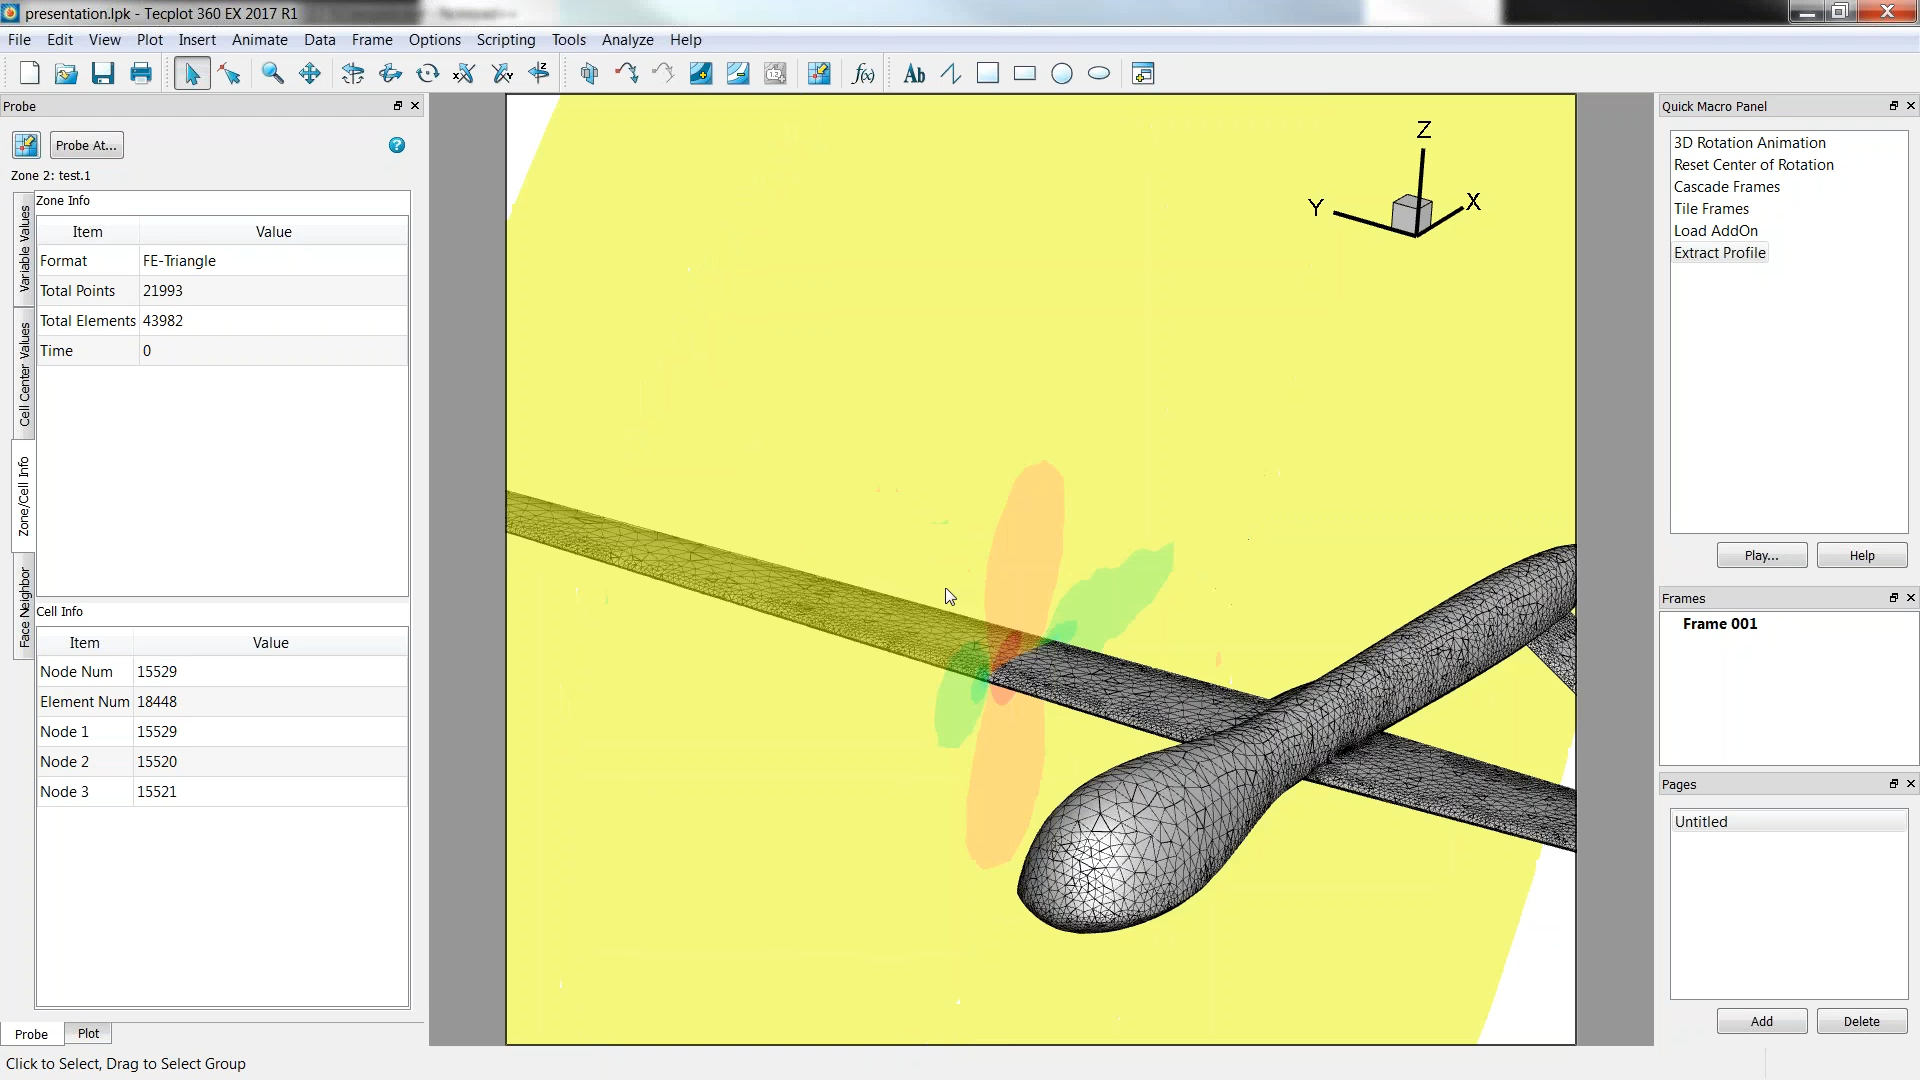 presentation.lpk - Tecplot 360 EX 2017 R1
File Edit View Plot Insert Animate Data Frame Options Scripting Tools Analyze Help
Probe
Probe At...
Zone 2: test.1
Variable Values
Cell Center Values
Zone/Cell Info
Face Neighbor
Zone Info
Item Value
Format FE-Triangle
Total Points 21993
Total Elements 43982
Time 0
Cell Info
Item Value
Node Num 15529
Element Num 18448
Node 1 15529
Node 2 15520
Node 3 15521
Probe Plot
Click to Select, Drag to Select Group
Z
Y
X
Quick Macro Panel
3D Rotation Animation
Reset Center of Rotation
Cascade Frames
Tile Frames
Load AddOn
Extract Profile
Play... Help
Frames
Frame 001
Pages
Untitled
Add Delete